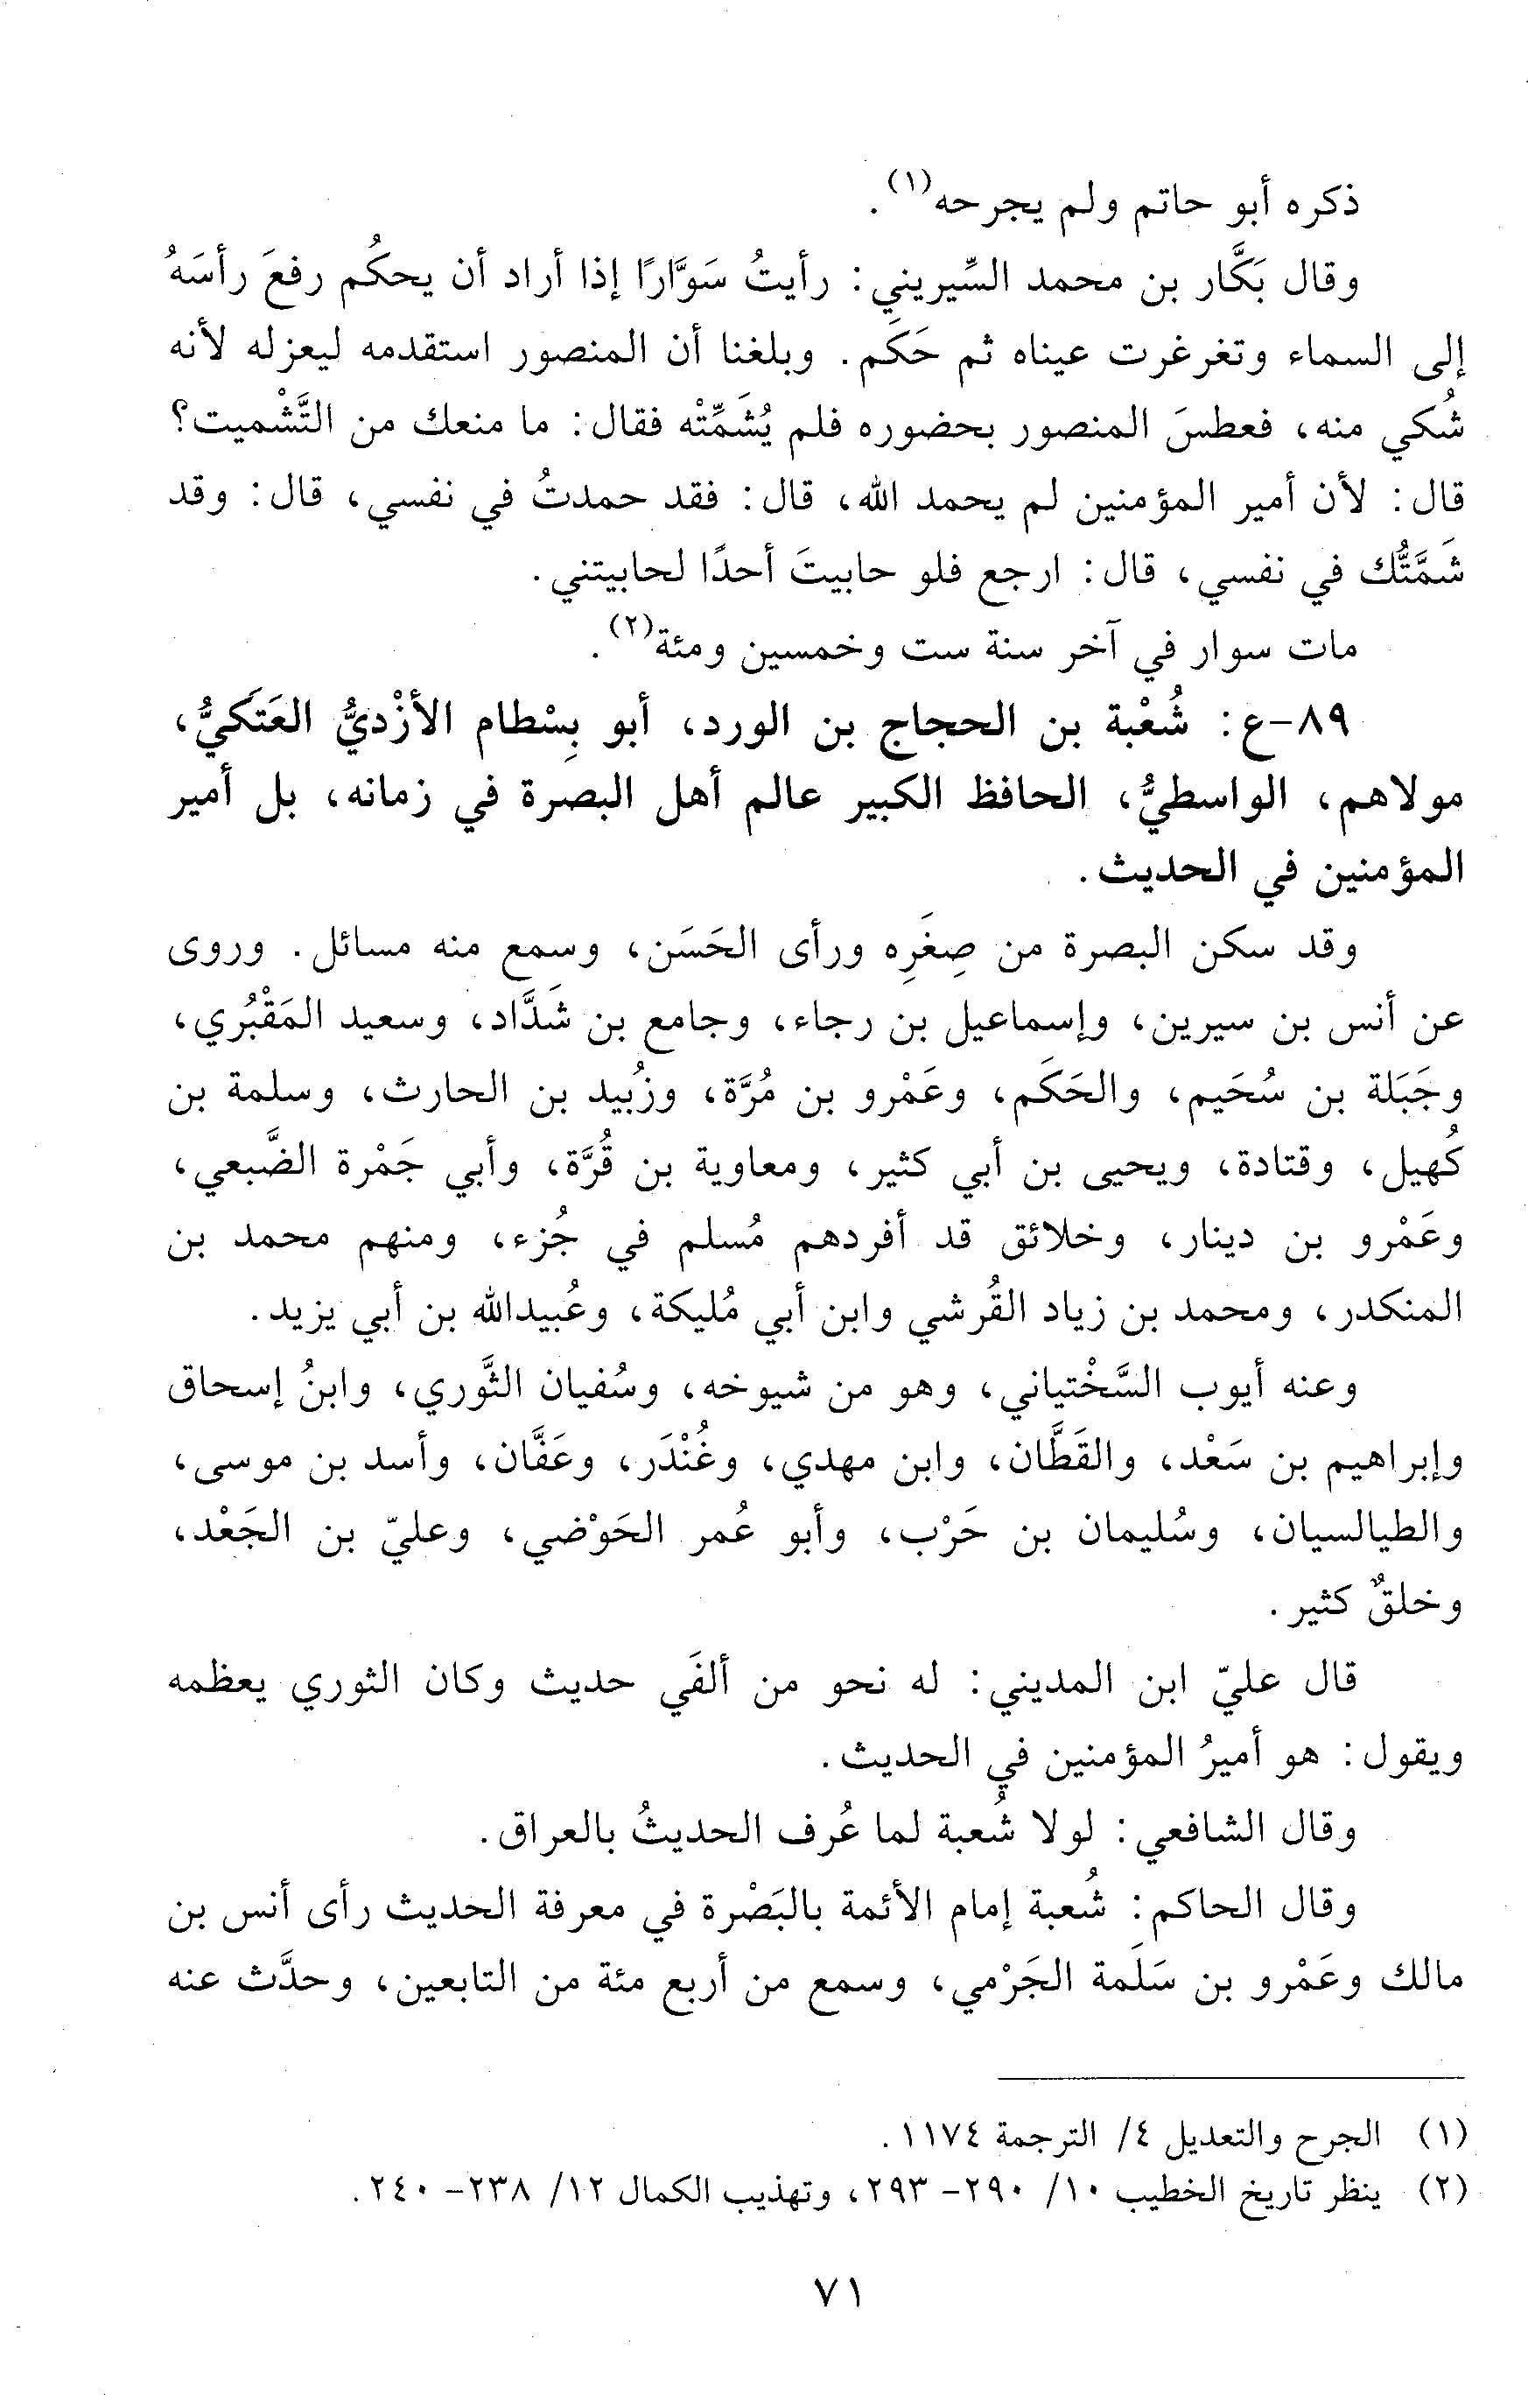 ذكره أبو حاتم ولم يجرحه(١).
وقال بَكَّار بن محمد السِّيريني: رأيتُ سَوَّارًا إذا أراد أن يحكُم رفعَ رأسَهُ
إلى السماء وتغرغرت عيناه ثم حَكَم. وبلغنا أن المنصور استقدمه ليعزله لأنه
شُكي منه، فعطسَ المنصور بحضوره فلم يُشَمِّتْه فقال: ما منعك من التَّشْميت؟
قال: لأن أمير المؤمنين لم يحمد الله، قال: فقد حمدتُ في نفسي، قال: وقد
شَمَّتُّك في نفسي، قال: ارجع فلو حابيتَ أحدًا لحابيتني.
مات سوار في آخر سنة ست وخمسين ومئة(٢).
٨٩-ع: شُعْبة بن الحجاج بن الورد، أبو بِسْطام الأزْديُّ العَتَكيُّ،
مولاهم، الواسطيُّ، الحافظ الكبير عالم أهل البصرة في زمانه، بل أمير
المؤمنين في الحديث.
وقد سكن البصرة من صِغَرِه ورأى الحَسَن، وسمع منه مسائل. وروى
عن أنس بن سيرين، وإسماعيل بن رجاء، وجامع بن شَدَّاد، وسعيد المَقْبُري،
وجَبَلة بن سُحَيم، والحَكَم، وعَمْرو بن مُرَّة، وزُبيد بن الحارث، وسلمة بن
كُهيل، وقتادة، ويحيى بن أبي كثير، ومعاوية بن قُرَّة، وأبي جَمْرة الضَّبعي،
وعَمْرو بن دينار، وخلائق قد أفردهم مُسلم في جُزء، ومنهم محمد بن
المنكدر، ومحمد بن زياد القُرشي وابن أبي مُليكة، وعُبيدالله بن أبي يزيد.
وعنه أيوب السَّخْتياني، وهو من شيوخه، وسُفيان الثَّوري، وابنُ إسحاق
وإبراهيم بن سَعْد، والقَطَّان، وابن مهدي، وغُنْدَر، وعَفَّان، وأسد بن موسى،
والطيالسيان، وسُليمان بن حَرْب، وأبو عُمر الحَوْضي، وعليّ بن الجَعْد،
وخلقٌ كثير.
قال عليّ ابن المديني: له نحو من ألفَي حديث وكان الثوري يعظمه
ويقول: هو أميرُ المؤمنين في الحديث.
وقال الشافعي: لولا شُعبة لما عُرف الحديثُ بالعراق.
وقال الحاكم: شُعبة إمام الأئمة بالبَصْرة في معرفة الحديث رأى أنس بن
مالك وعَمْرو بن سَلَمة الجَرْمي، وسمع من أربع مئة من التابعين، وحدَّث عنه
(١) الجرح والتعديل ٤/ الترجمة ١١٧٤.
(٢) ينظر تاريخ الخطيب ١٠/ ٢٩٠- ٢٩٣، وتهذيب الكمال ١٢/ ٢٣٨- ٢٤٠.
٧١